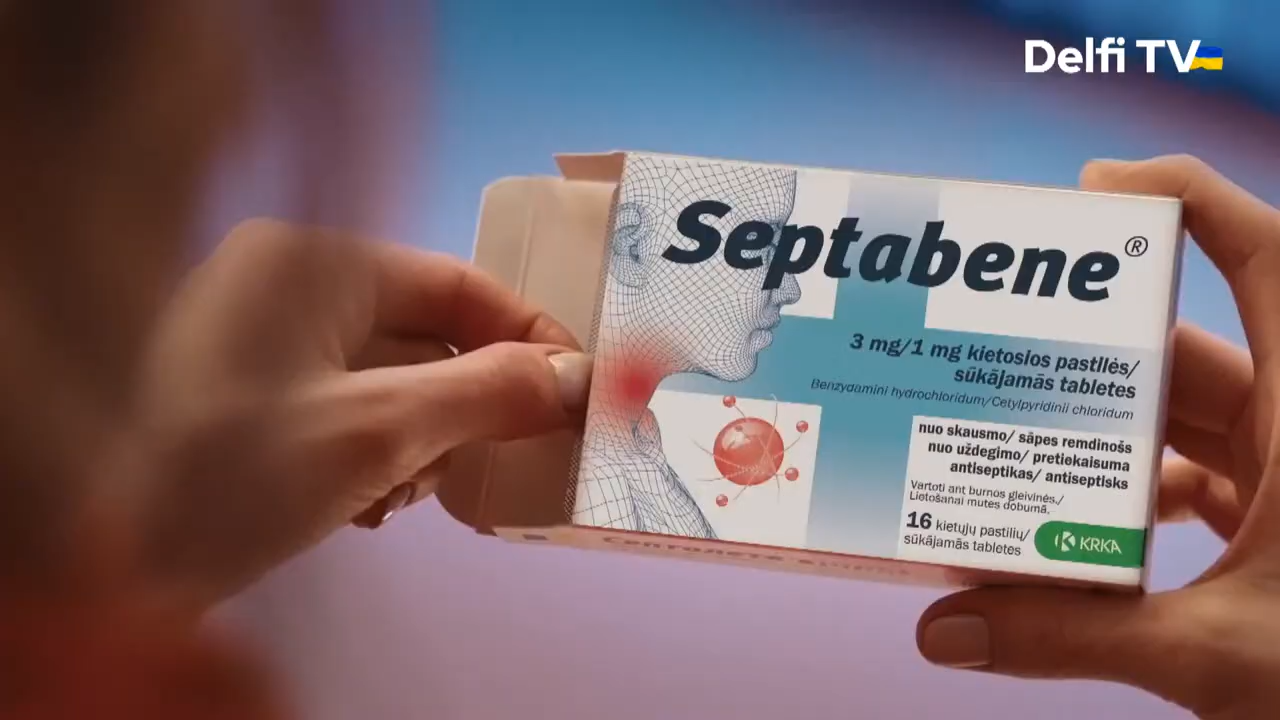 Delfi TV
Septabene®
3 mg/1 mg kietosios pastilės/
sūkājamās tabletes
Benzydamini hydrochloridum/Cetylpyridinii chloridum
nuo skausmo/ sāpes remdinošs
nuo uždegimo/ pretiekaisuma
antiseptikas/ antiseptisks
Vartoti ant burnos gleivinės./
Lietošanai mutes dobumā.
16 kietųjų pastilių/
sūkājamās tabletes
KRKA